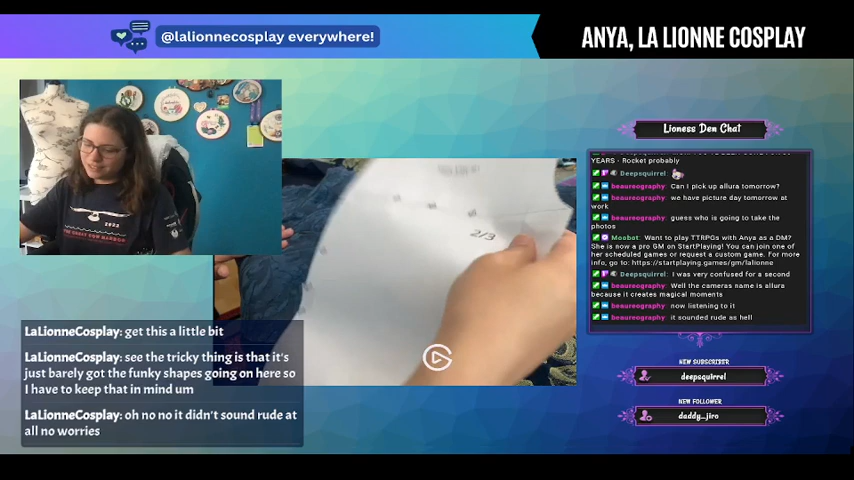 @lalionnecosplay everywhere!
ANYA, LA LIONNE COSPLAY
Lioness Den Chat
YEARS - Rocket probably
Deepsquirrel:
beaureography: Can I pick up allura tomorrow?
beaureography: we have picture day tomorrow at
work
beaureography: guess who is going to take the
photos
Moobot: Want to play TTRPGs with Anya as a DM?
She is now a pro GM on StartPlaying! You can join one
of her scheduled games or request a custom game. For more
info, go to: https://startplaying.games/gm/lalionne
Deepsquirrel: I was very confused for a second
beaureography: Well the cameras name is allura
because it creates magical moments
beaureography: now listening to it
beaureography: it sounded rude as hell
2/3
LaLionneCosplay: get this a little bit
LaLionneCosplay: see the tricky thing is that it's
just barely got the funky shapes going on here so
I have to keep that in mind um
LaLionneCosplay: oh no no it didn't sound rude at
all no worries
NEW SUBSCRIBER
deepsquirrel
NEW FOLLOWER
daddy_jiro